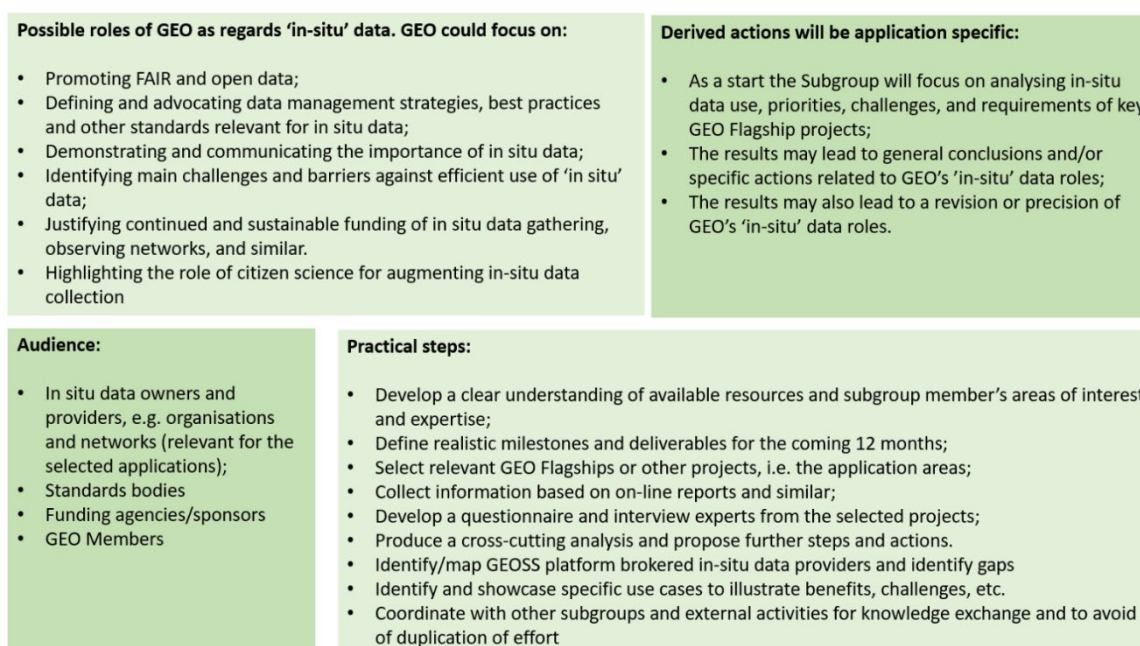 Possible roles of GEO as regards ‘in-situ’ data. GEO could focus on:
• Promoting FAIR and open data;
• Defining and advocating data management strategies, best practices
and other standards relevant for in situ data;
• Demonstrating and communicating the importance of in situ data;
• Identifying main challenges and barriers against efficient use of ‘in situ’
data;
• Justifying continued and sustainable funding of in situ data gathering,
observing networks, and similar.
• Highlighting the role of citizen science for augmenting in-situ data
collection
Derived actions will be application specific:
• As a start the Subgroup will focus on analysing in-situ
data use, priorities, challenges, and requirements of key
GEO Flagship projects;
• The results may lead to general conclusions and/or
specific actions related to GEO’s ’in-situ’ data roles;
• The results may also lead to a revision or precision of
GEO’s ‘in-situ’ data roles.
Audience:
• In situ data owners and
providers, e.g. organisations
and networks (relevant for the
selected applications);
• Standards bodies
• Funding agencies/sponsors
• GEO Members
Practical steps:
• Develop a clear understanding of available resources and subgroup member’s areas of interest
and expertise;
• Define realistic milestones and deliverables for the coming 12 months;
• Select relevant GEO Flagships or other projects, i.e. the application areas;
• Collect information based on on-line reports and similar;
• Develop a questionnaire and interview experts from the selected projects;
• Produce a cross-cutting analysis and propose further steps and actions.
• Identify/map GEOSS platform brokered in-situ data providers and identify gaps
• Identify and showcase specific use cases to illustrate benefits, challenges, etc.
• Coordinate with other subgroups and external activities for knowledge exchange and to avoid
of duplication of effort